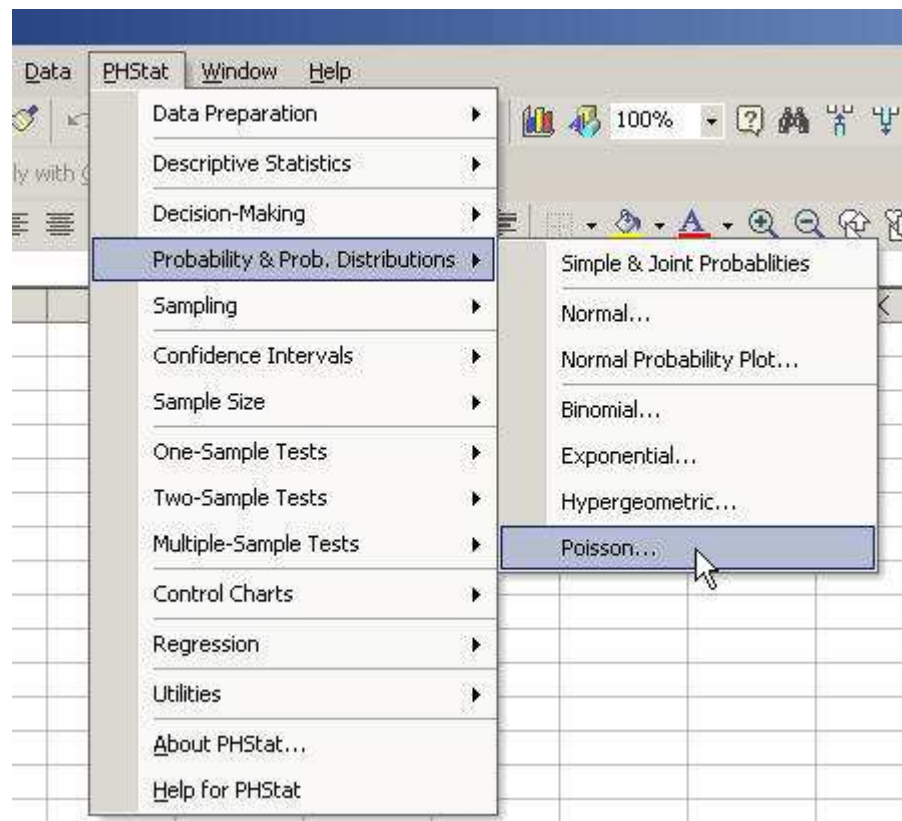 Data PHStat Window Help
Data Preparation
100%
Descriptive Statistics
ly with
Decision-Making
A
Probability & Prob. Distributions
Simple & Joint Probablities
Sampling
Normal...
Confidence Intervals
Normal Probability Plot...
Sample Size
Binomial...
One-Sample Tests
Exponential...
Two-Sample Tests
Hypergeometric...
Multiple-Sample Tests
Poisson...
Control Charts
Regression
Utilities
About PHStat...
Help for PHStat